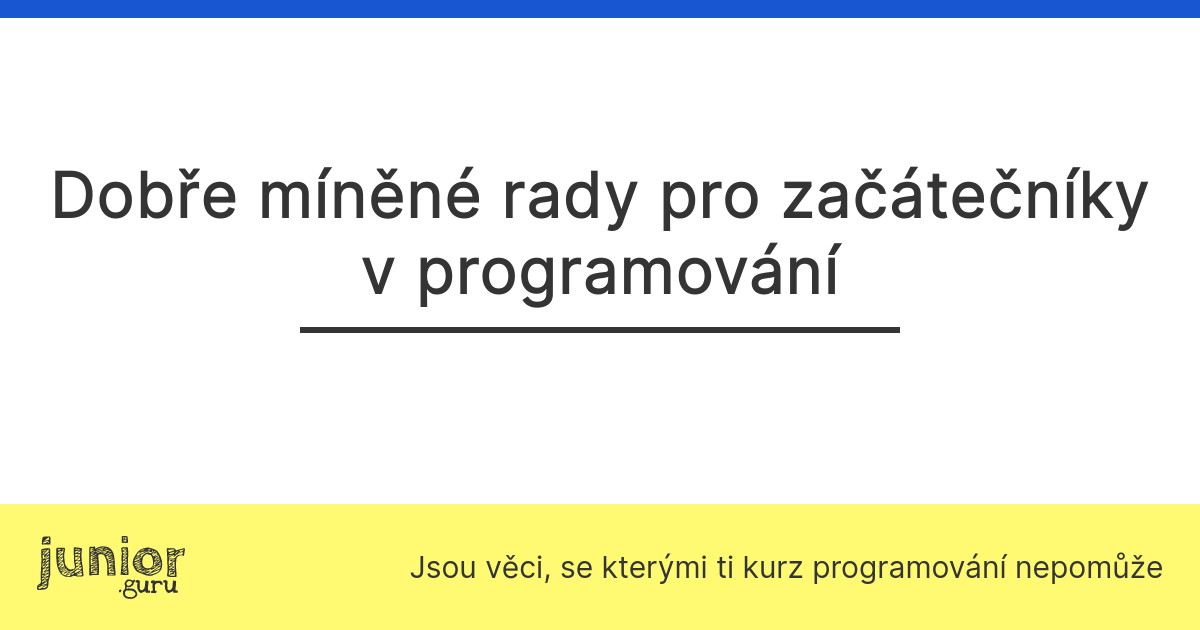 Dobře míněné rady pro začátečníky
v programování
junior
.guru
Jsou věci, se kterými ti kurz programování nepomůže